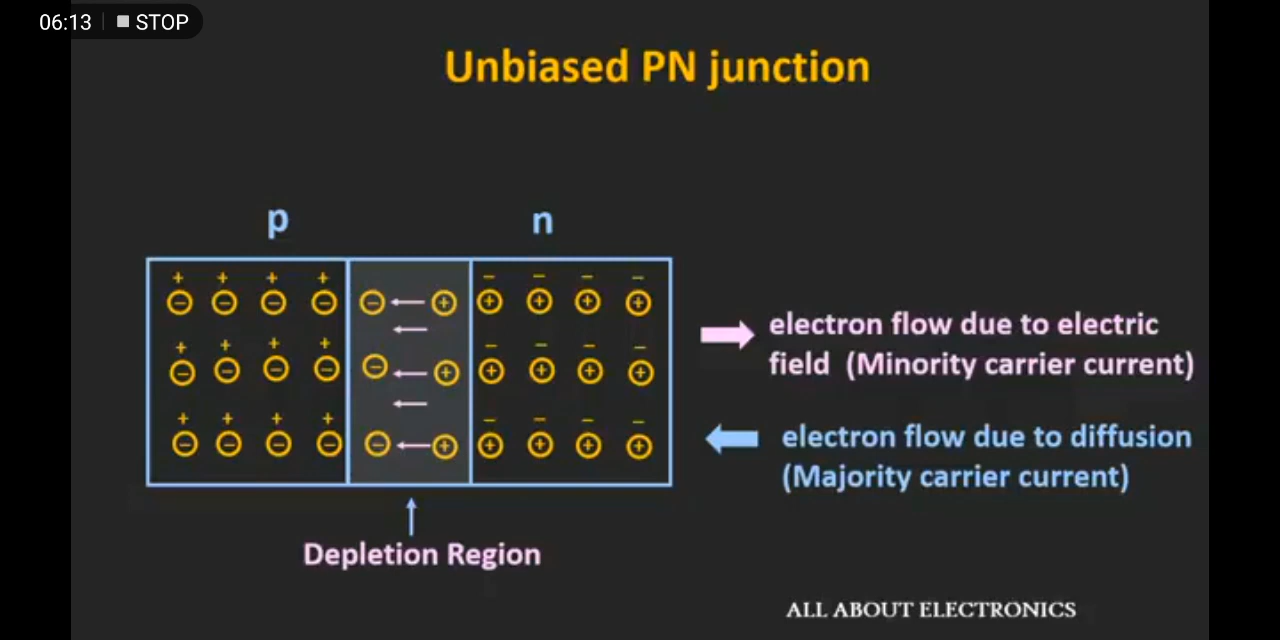 06:13 STOP
Unbiased PN junction
p n
+ + + + − − − −
− − − − + + + + +
+ + + + − − − −
− − − − − + + + + +
+ + + + − − − −
− − − − − + + + + +
electron flow due to electric
field (Minority carrier current)
electron flow due to diffusion
(Majority carrier current)
Depletion Region
ALL ABOUT ELECTRONICS